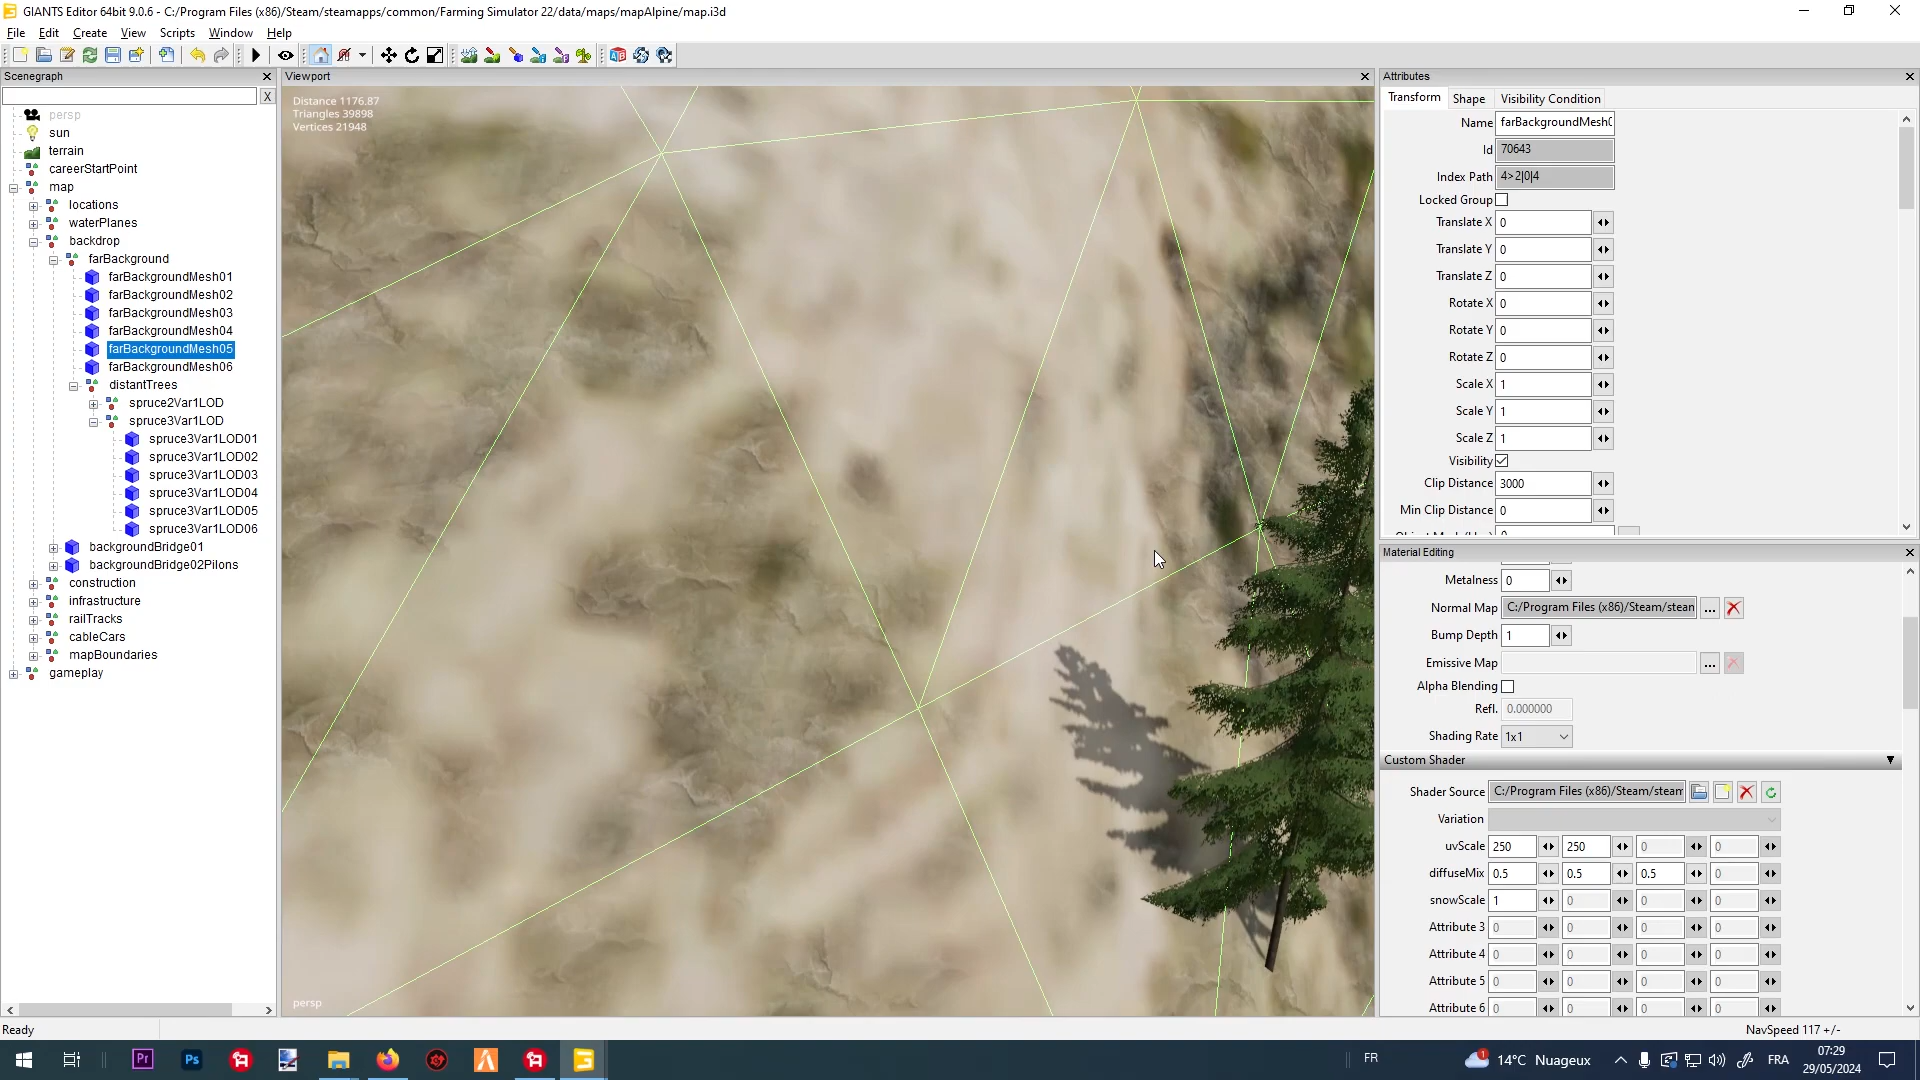 GIANTS Editor 64bit 9.0.6 - C:/Program Files (x86)/Steam/steamapps/common/Farming Simulator 22/data/maps/mapAlpine/map.i3d
File Edit Create View Scripts Window Help
Scenegraph
X
persp
sun
terrain
careerStartPoint
map
locations
waterPlanes
backdrop
farBackground
farBackgroundMesh01
farBackgroundMesh02
farBackgroundMesh03
farBackgroundMesh04
farBackgroundMesh05
farBackgroundMesh06
distantTrees
spruce2Var1LOD
spruce3Var1LOD
spruce3Var1LOD01
spruce3Var1LOD02
spruce3Var1LOD03
spruce3Var1LOD04
spruce3Var1LOD05
spruce3Var1LOD06
backgroundBridge01
backgroundBridge02Pilons
construction
infrastructure
railTracks
cableCars
mapBoundaries
gameplay
Viewport
Distance 1176.87
Triangles 39898
Vertices 21948
persp
Attributes
Transform Shape Visibility Condition
Name farBackgroundMesh
Id 70643
Index Path 4>2|0|4
Locked Group
Translate X 0
Translate Y 0
Translate Z 0
Rotate X 0
Rotate Y 0
Rotate Z 0
Scale X 1
Scale Y 1
Scale Z 1
Visibility
Clip Distance 3000
Min Clip Distance 0
Material Editing
Metalness 0
Normal Map C:/Program Files (x86)/Steam/stean ...
Bump Depth 1
Emissive Map ...
Alpha Blending
Refl. 0.000000
Shading Rate 1x1
Custom Shader
Shader Source C:/Program Files (x86)/Steam/steam
Variation
uvScale 250 250 0 0
diffuseMix 0.5 0.5 0.5 0
snowScale 1 0 0 0
Attribute 3 0 0 0 0
Attribute 4 0 0 0 0
Attribute 5 0 0 0 0
Attribute 6 0 0 0 0
Ready
NavSpeed 117 +/-
Pr Ps
FR
1 14°C Nuageux
FRA
07:29
29/05/2024